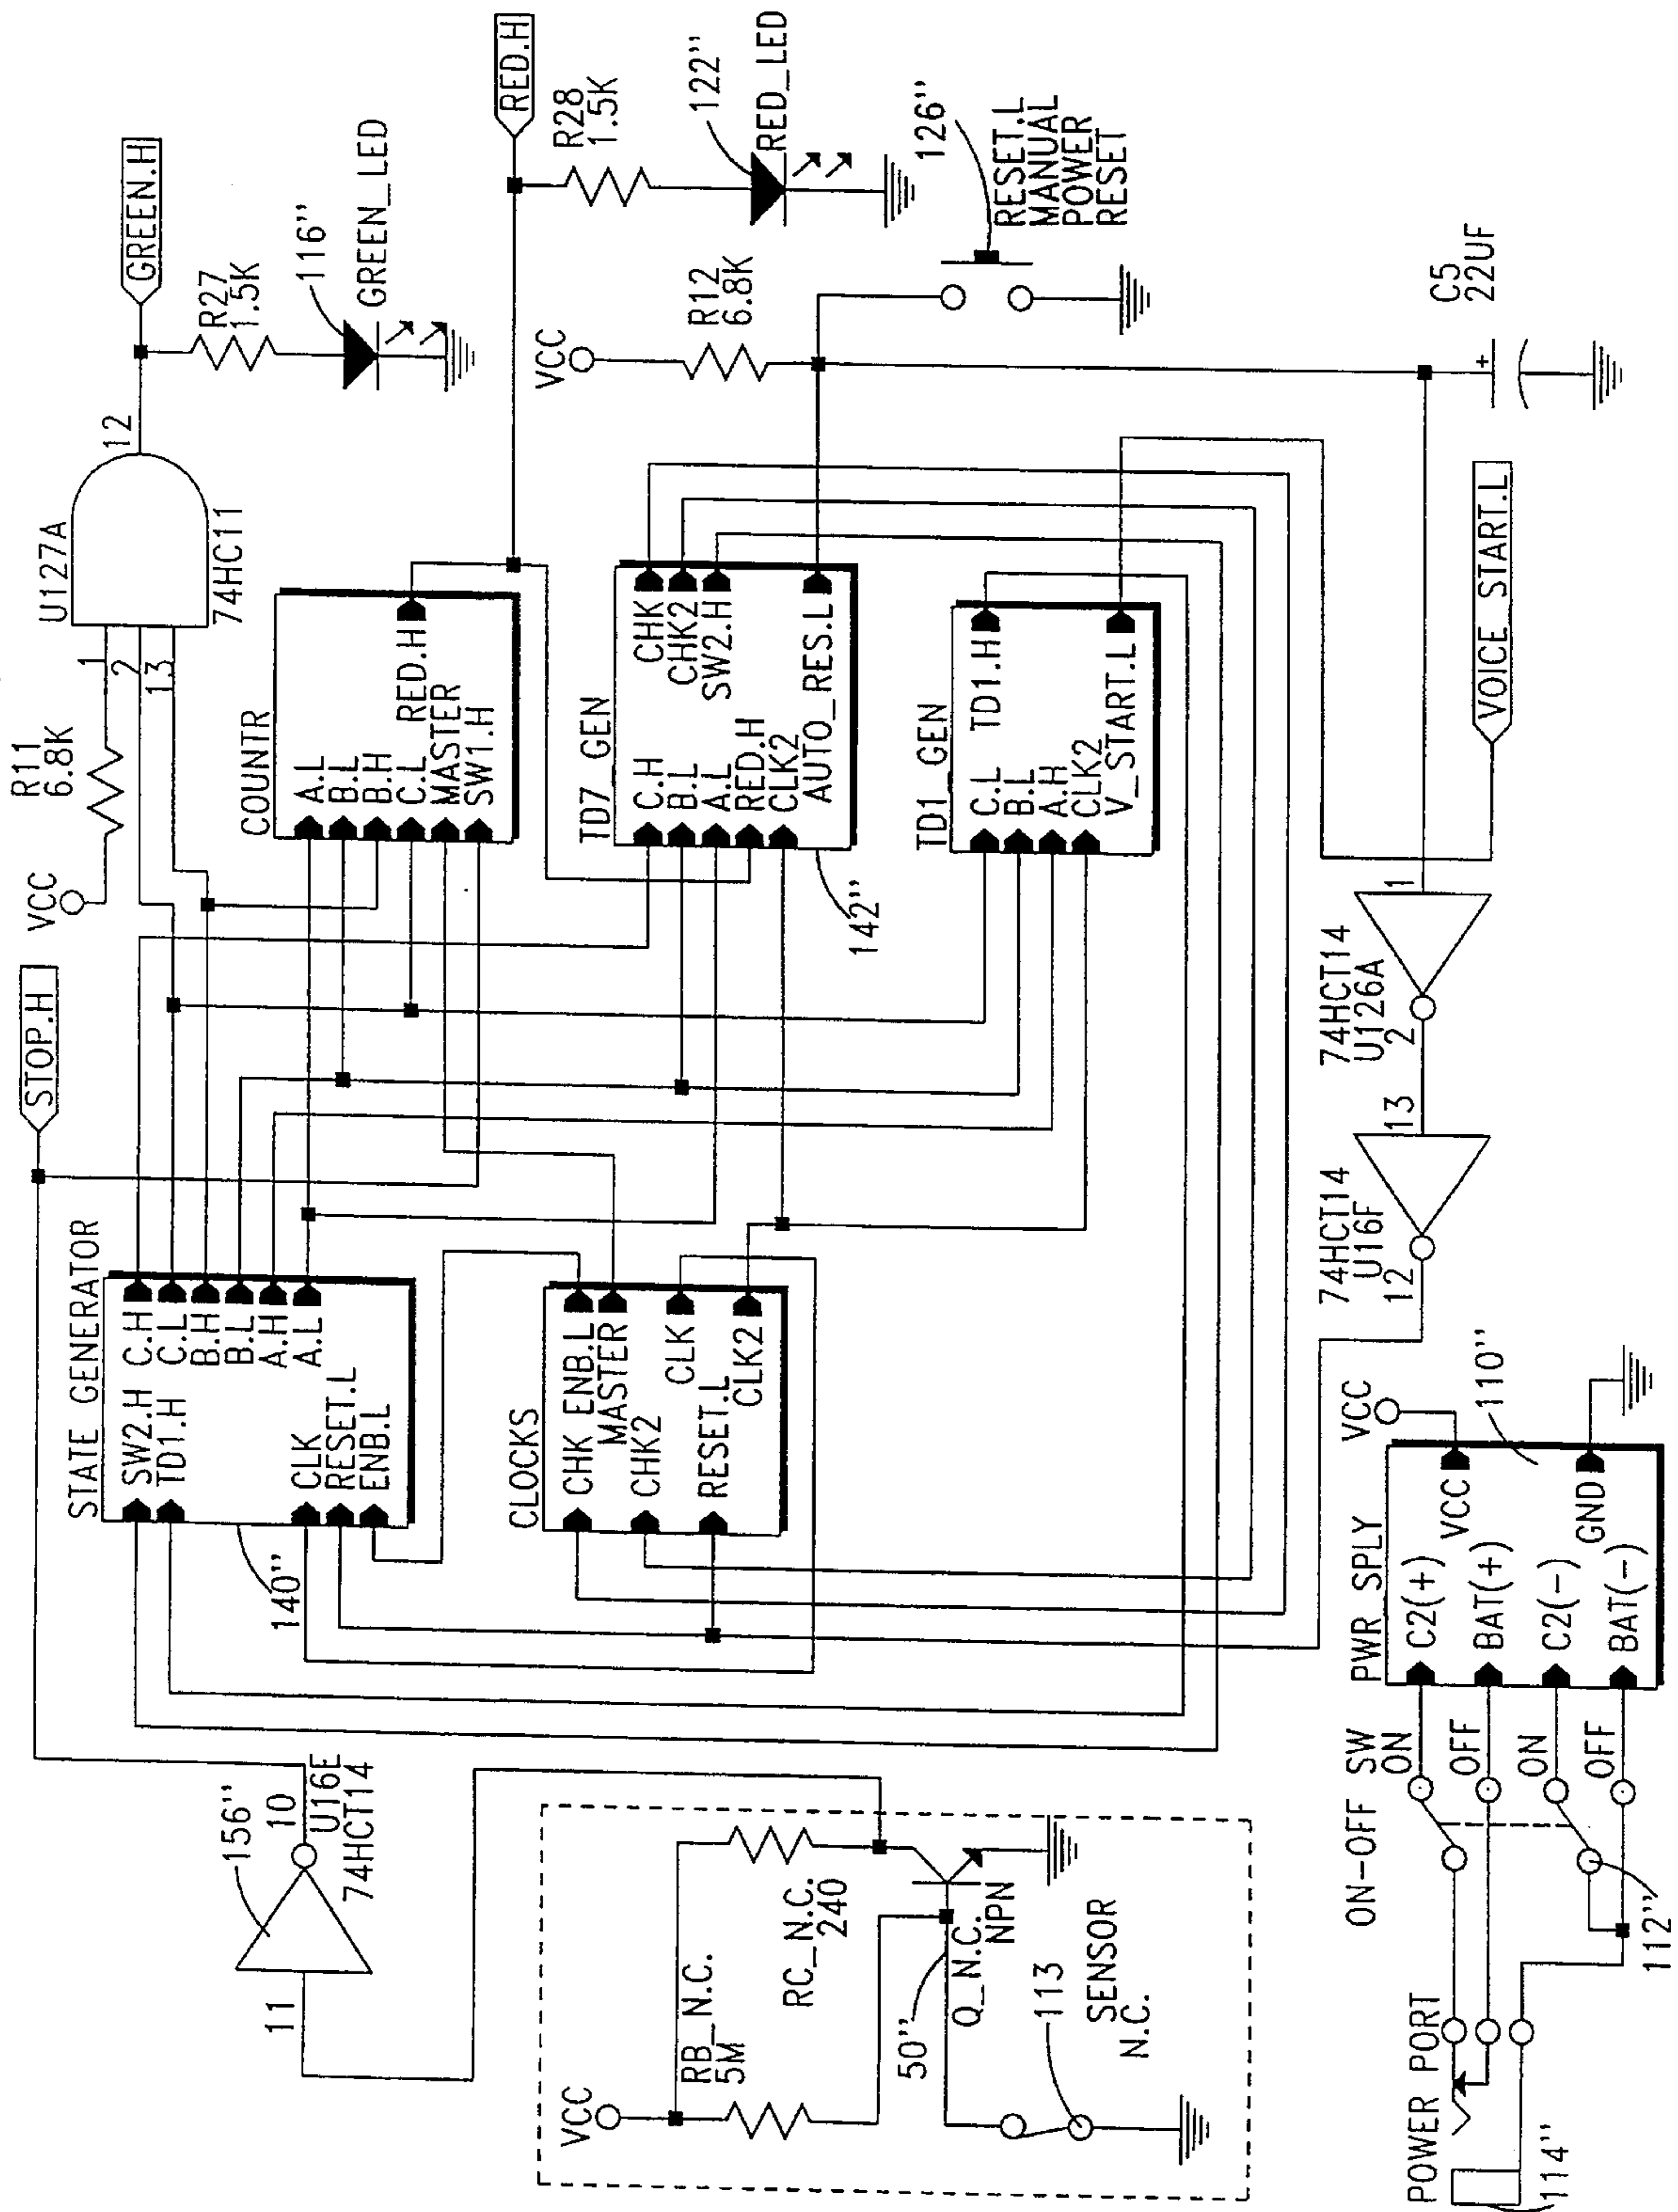 STOP.H
GREEN.H
RED.H
VCC
R11
6.8K
1
2
13
U127A
74HC11
12
R27
1.5K
116"
GREEN_LED
R28
1.5K
122"
RED_LED
156"
11
10
U16E
74HCT14
STATE GENERATOR
SW2.H
TD1.H
CLK
RESET.L
ENB.L
C.H
C.L
B.H
B.L
A.H
A.L
140"
COUNTR
A.L
B.L
B.H
C.L
MASTER
SW1.H
RED.H
CLOCKS
CHK ENB.L
MASTER
CHK2
CLK
RESET.L
CLK2
TD7_GEN
C.H
B.L
A.L
RED.H
CLK2
AUTO_RES.L
CHK
CHK2
SW2.H
142"
TD1_GEN
C.L
B.L
A.H
CLK2
TD1.H
V_START.L
VCC
R12
6.8K
126"
RESET.L
MANUAL
POWER
RESET
C5
22UF
+
VOICE START.L
1
74HCT14
U126A
2
13
74HCT14
U16F
12
VCC
RB_N.C.
5M
RC_N.C.
240
50"
Q_N.C.
NPN
113
SENSOR
N.C.
POWER PORT
114"
ON-OFF SW
ON
OFF
ON
OFF
112"
PWR SPLY
C2(+)
BAT(+)
C2(-)
BAT(-)
VCC
GND
VCC
110"